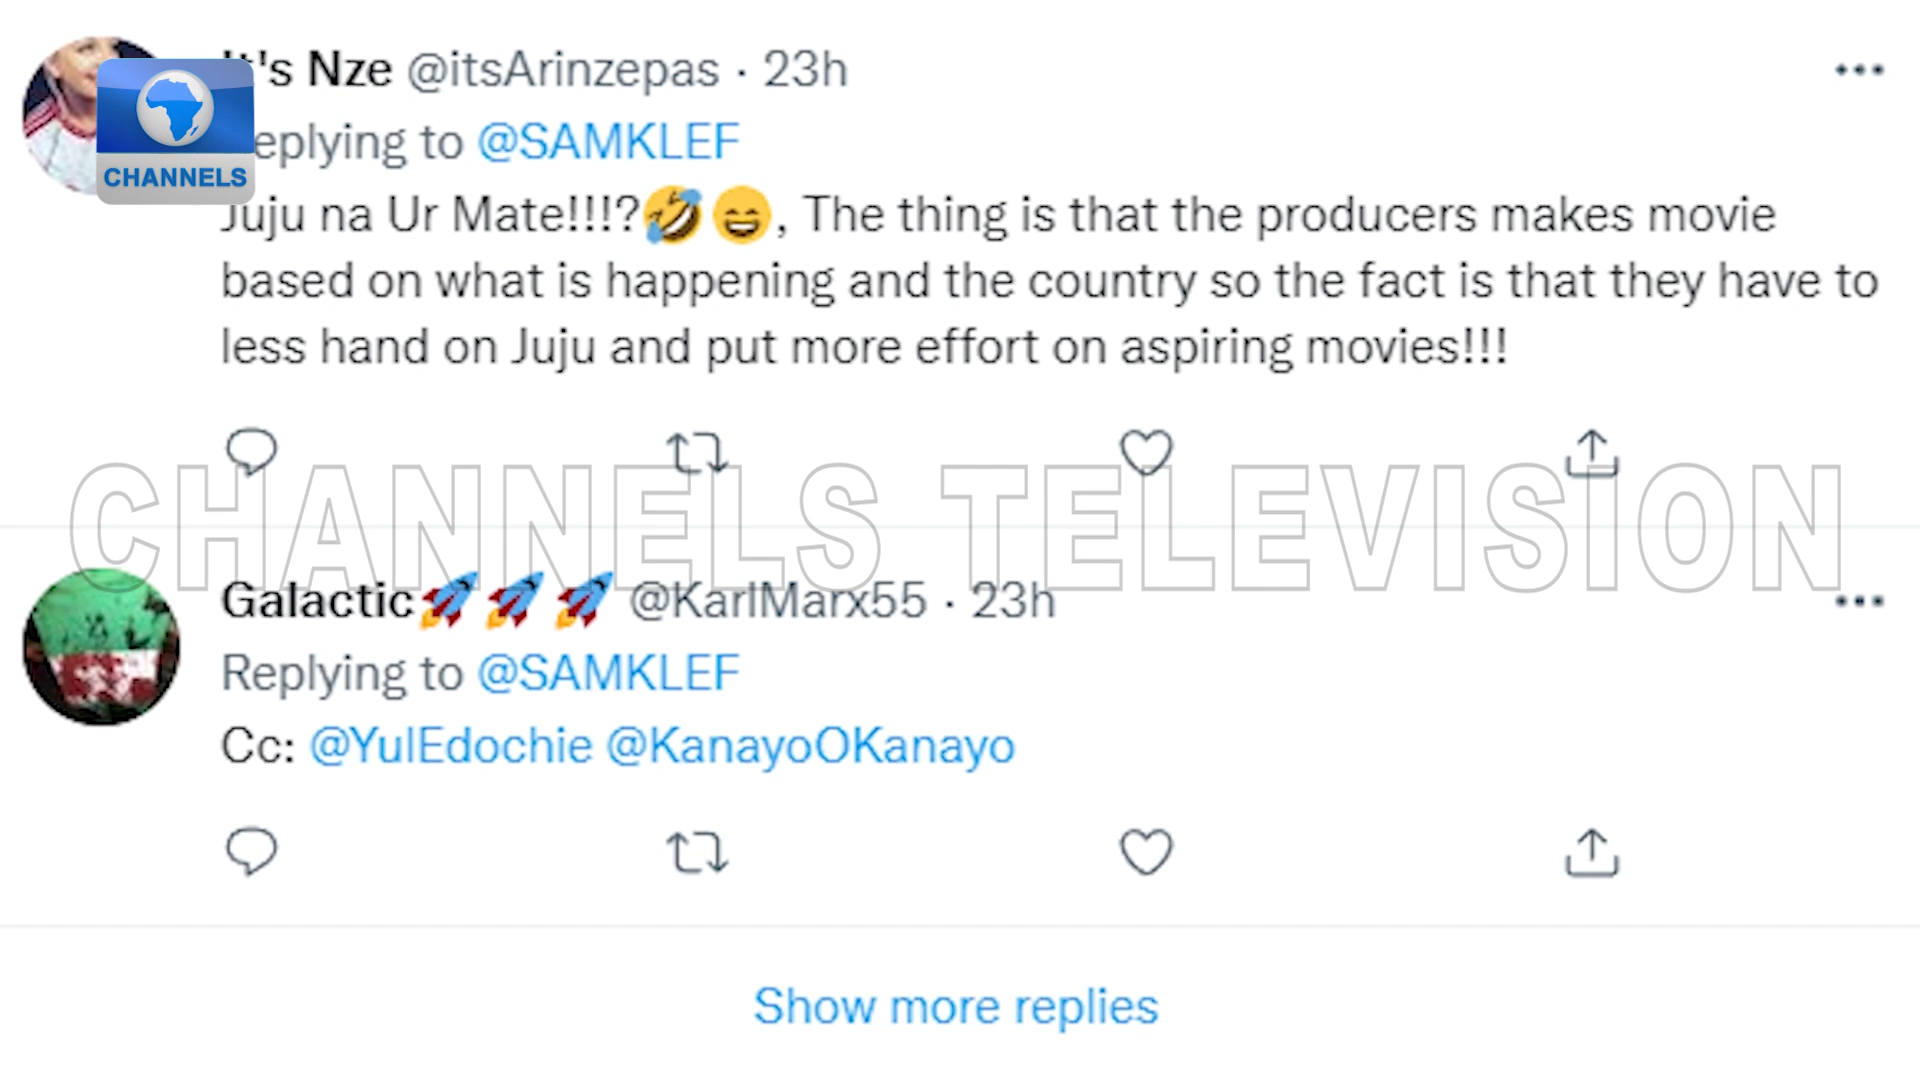 It's Nze @itsArinzepas · 23h
CHANNELS
Replying to @SAMKLEF
Juju na Ur Mate!!!?🤣😄, The thing is that the producers makes movie
based on what is happening and the country so the fact is that they have to
less hand on Juju and put more effort on aspiring movies!!!
CHANNELS TELEVISION
Galactic🚀🚀🚀 @KarlMarx55 · 23h
Replying to @SAMKLEF
Cc: @YulEdochie @KanayoOKanayo
Show more replies